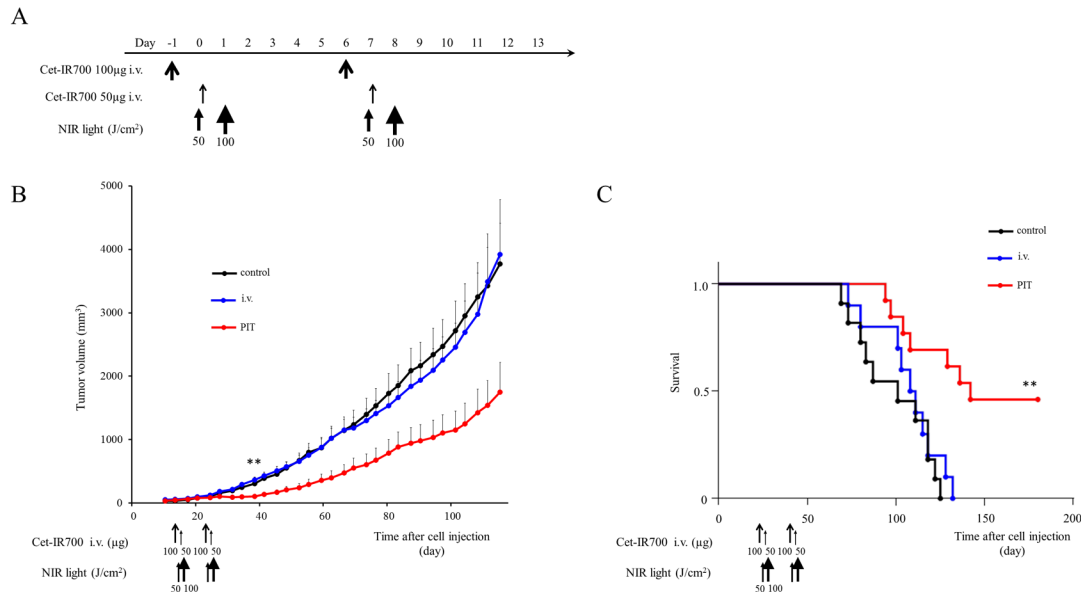 A
Day -1 0 1 2 3 4 5 6 7 8 9 10 11 12 13
Cet-IR700 100μg i.v.
Cet-IR700 50μg i.v.
NIR light (J/cm²)
50 100 50 100
B
5000
4000
3000
2000
1000
0
Tumor volume (mm³)
control
i.v.
PIT
**
0 20 40 60 80 100
Time after cell injection
(day)
Cet-IR700 i.v. (μg)
100 50 100 50
NIR light (J/cm²)
50 100
C
control
i.v.
PIT
1.0
0.5
0
Survival
**
0 50 100 150 200
Time after cell injection
(day)
Cet-IR700 i.v. (μg)
100 50 100 50
NIR light (J/cm²)
50 100